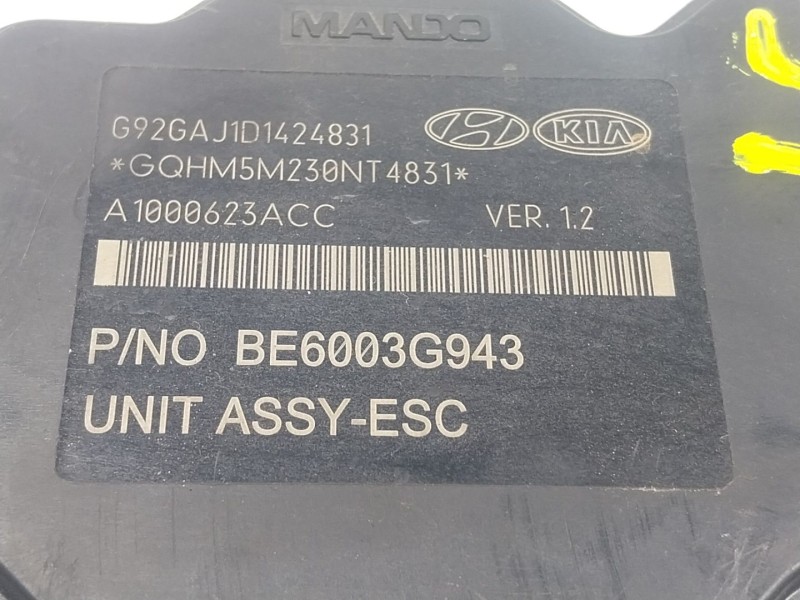 MANDO
G92GAJ1D1424831
KIA
*GQHM5M230NT4831*
A1000623ACC VER. 1.2
P/NO BE6003G943
UNIT ASSY-ESC